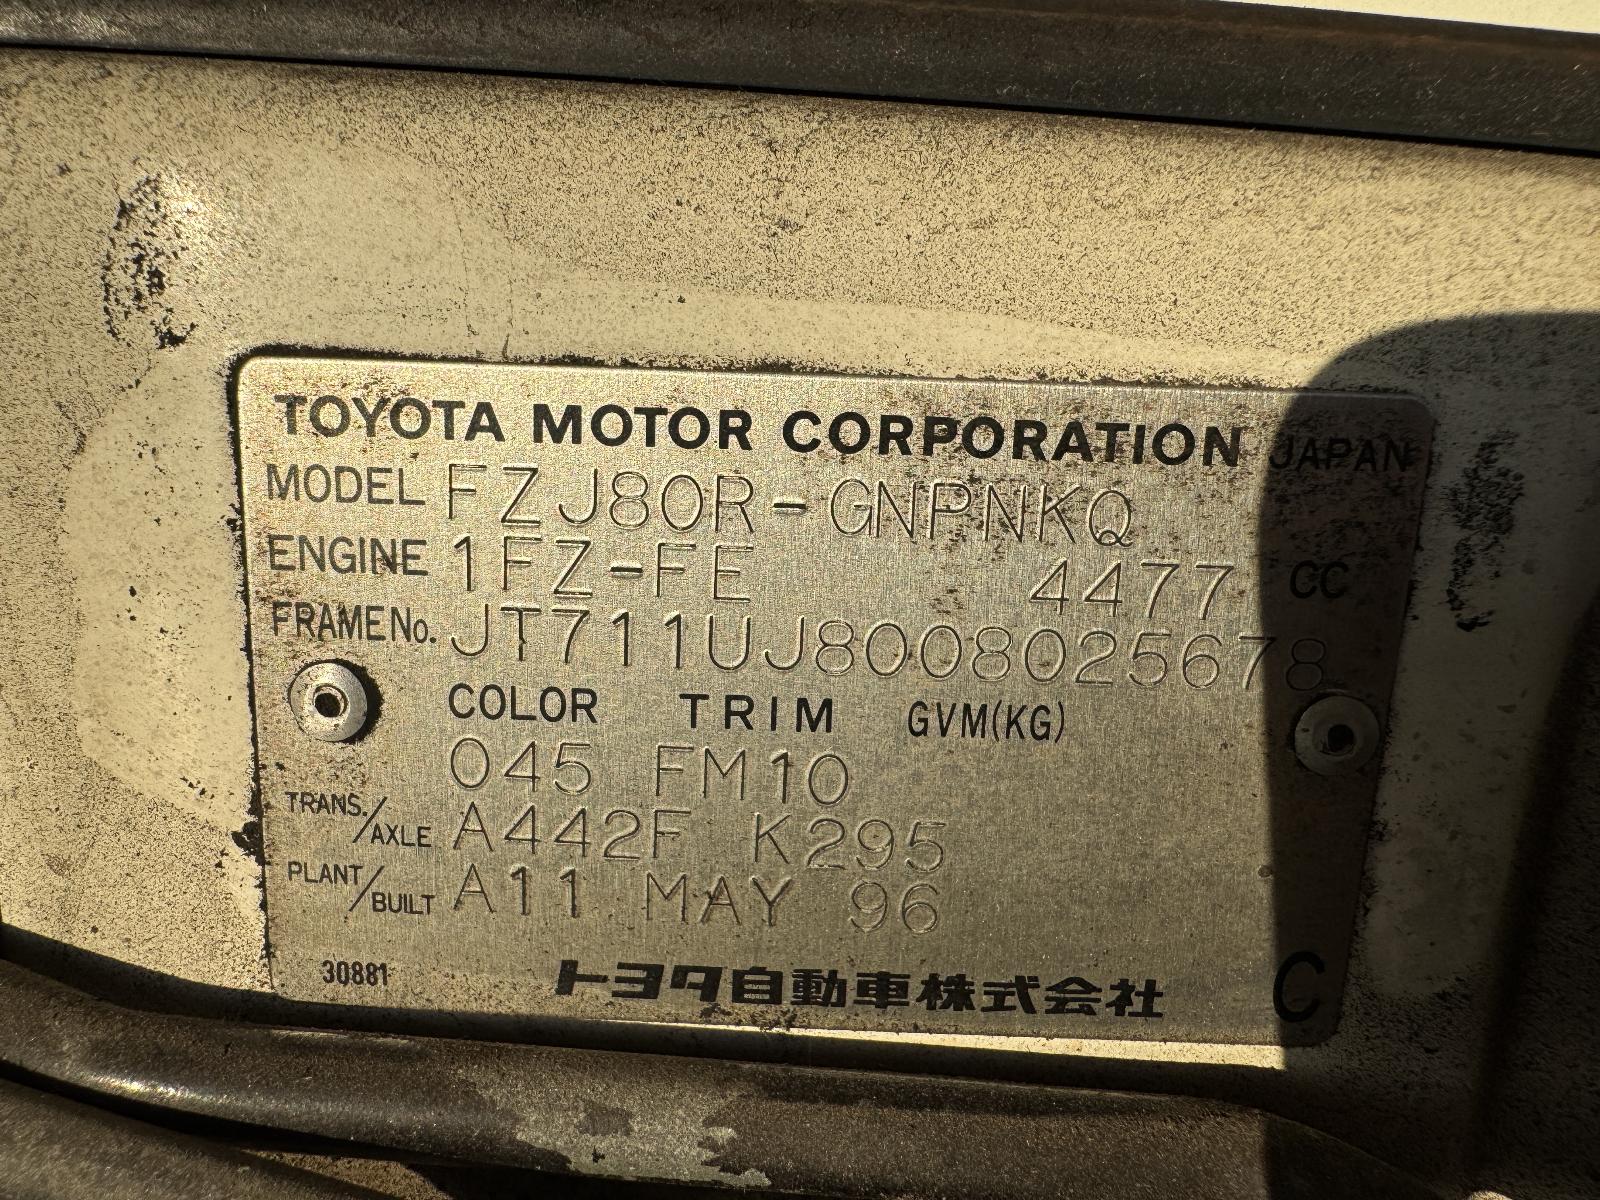 TOYOTA MOTOR CORPORATION JAPAN
MODEL FZJ80R-GNPNKQ
ENGINE 1FZ-FE 4477 CC
FRAME No. JT711UJ8008025678
COLOR TRIM GVM(KG)
045 FM10
TRANS./AXLE A442F K295
PLANT/BUILT A11 MAY 96
30881 トヨタ自動車株式会社 C